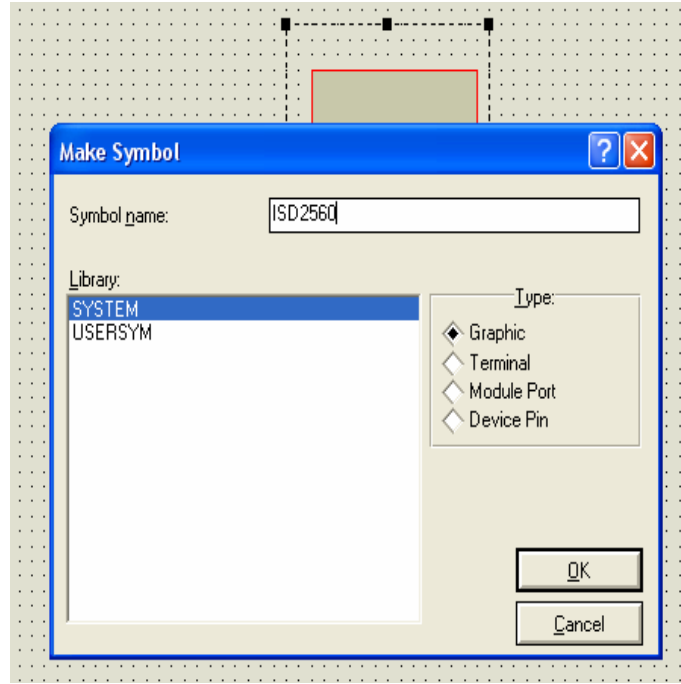 Make Symbol
Symbol name:
ISD2560
Library:
SYSTEM
USERSYM
Type:
Graphic
Terminal
Module Port
Device Pin
OK
Cancel